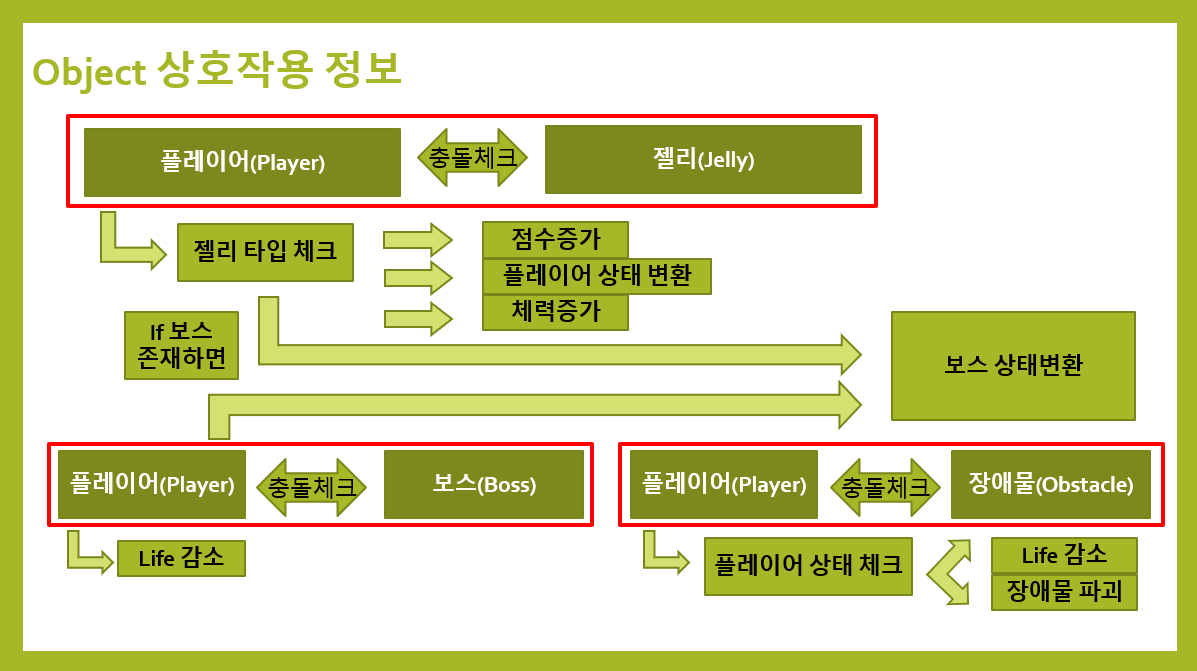 Object 상호작용 정보
플레이어(Player)
충돌체크
젤리(Jelly)
젤리 타입 체크
점수증가
플레이어 상태 변환
체력증가
If 보스
존재하면
보스 상태변환
플레이어(Player)
충돌체크
보스(Boss)
Life 감소
플레이어(Player)
충돌체크
장애물(Obstacle)
플레이어 상태 체크
Life 감소
장애물 파괴